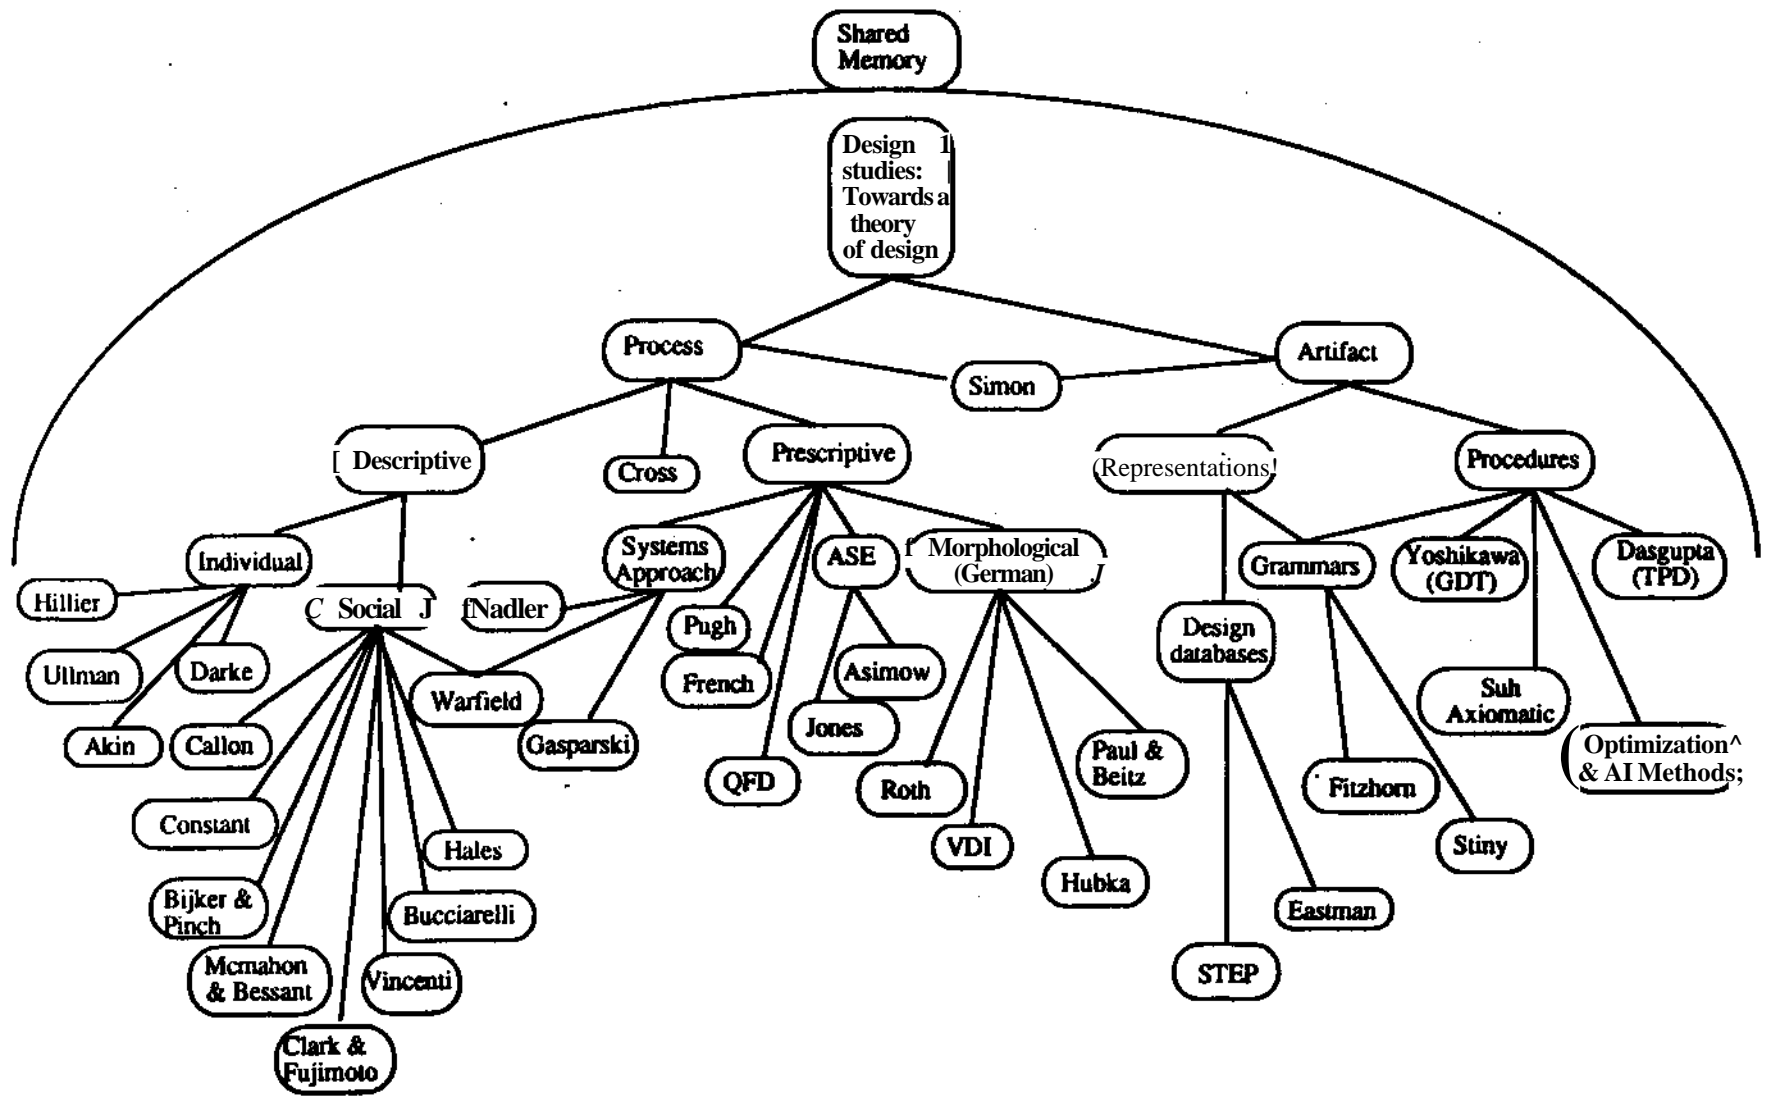 Shared
Memory
Design 1
studies:
Towards a
theory
of design
Process
Artifact
Simon
[ Descriptive
Cross
Prescriptive
(Representations!
Procedures
Individual
Systems
Approach
ASE
f Morphological
(German) J
Grammars
Yoshikawa
(GDT)
Dasgupta
(TPD)
Hillier
C Social J
fNadler
Pugh
Design
databases
Ullman
Darke
Warfield
French
Asimow
Suh
Axiomatic
Akin
Callon
Gasparski
Jones
Paul &
Beitz
Optimization^
( & AI Methods;
QFD
Roth
Fitzhorn
Constant
Hales
VDI
Stiny
Hubka
Bijker &
Pinch
Bucciarelli
Eastman
Mcmahon
& Bessant
Vincenti
STEP
Clark &
Fujimoto